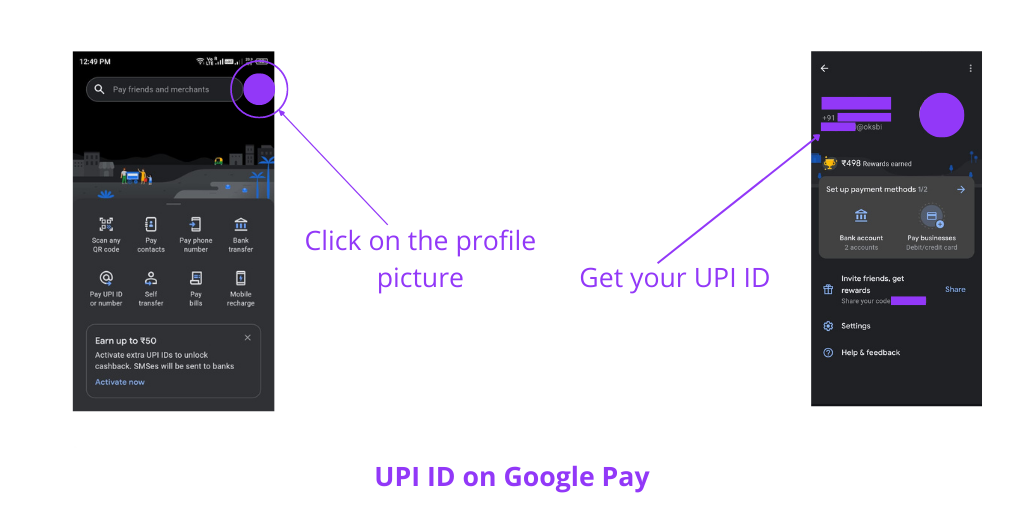 12:49 PM
Pay friends and merchants
Scan any
QR code
Pay
contacts
Pay phone
number
Bank
transfer
Pay UPI ID
or number
Self
transfer
Pay
bills
Mobile
recharge
Earn up to ₹50
Activate extra UPI IDs to unlock
cashback. SMSes will be sent to banks
Activate now
Click on the profile
picture
Get your UPI ID
+91
@oksbi
₹498 Rewards earned
Set up payment methods 1/2
Bank account
2 accounts
Pay businesses
Debit/credit card
Invite friends, get
rewards
Share your code
Share
Settings
Help & feedback
UPI ID on Google Pay